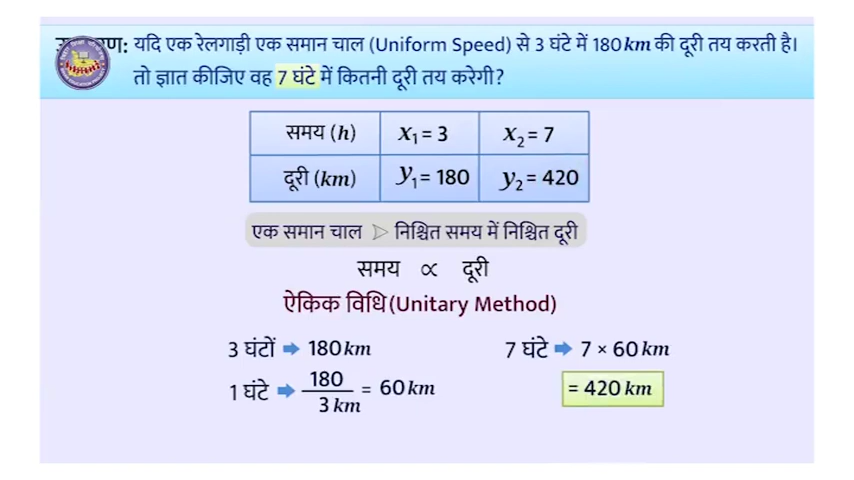 यदि एक रेलगाड़ी एक समान चाल (Uniform Speed) से 3 घंटे में 180 km की दूरी तय करती है।
तो ज्ञात कीजिए वह 7 घंटे में कितनी दूरी तय करेगी?
समय (h) x₁ = 3 x₂ = 7
दूरी (km) y₁ = 180 y₂ = 420
एक समान चाल ➢ निश्चित समय में निश्चित दूरी
समय ∝ दूरी
ऐकिक विधि (Unitary Method)
3 घंटों ➡ 180 km
1 घंटे ➡ 180 / 3 km = 60 km
7 घंटे ➡ 7 × 60 km
= 420 km